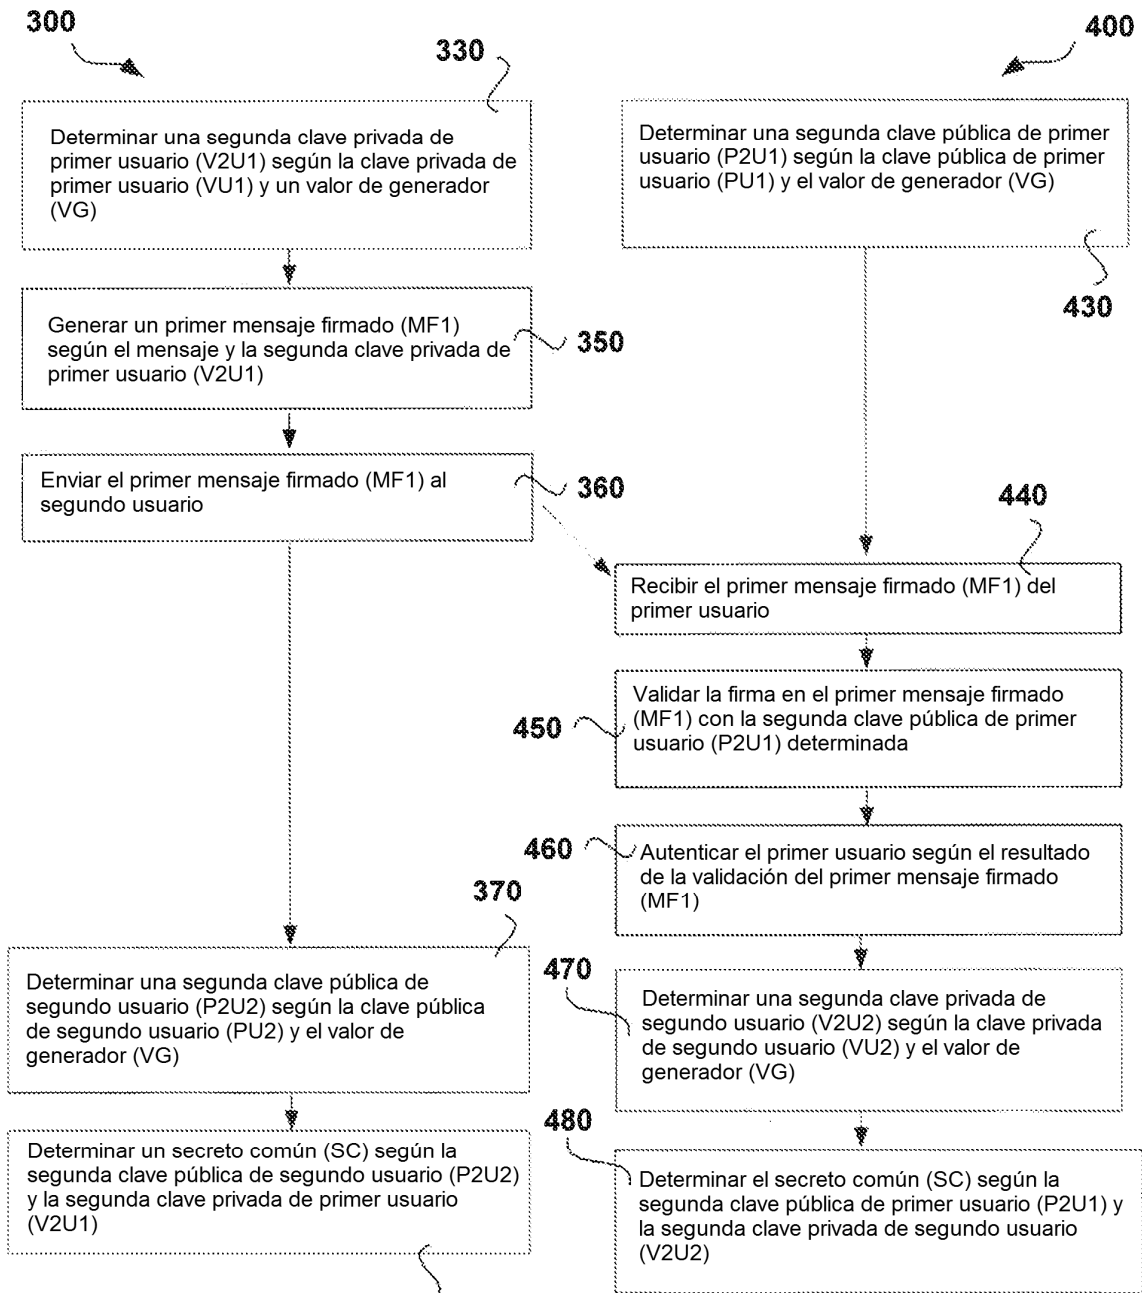 300
330
Determinar una segunda clave privada de
primer usuario (V2U1) según la clave privada de
primer usuario (VU1) y un valor de generador
(VG)
Generar un primer mensaje firmado (MF1)
según el mensaje y la segunda clave privada de
primer usuario (V2U1)
350
Enviar el primer mensaje firmado (MF1) al
segundo usuario
360
370
Determinar una segunda clave pública de
segundo usuario (P2U2) según la clave pública
de segundo usuario (PU2) y el valor de
generador (VG)
Determinar un secreto común (SC) según la
segunda clave pública de segundo usuario (P2U2)
y la segunda clave privada de primer usuario
(V2U1)
400
Determinar una segunda clave pública de primer
usuario (P2U1) según la clave pública de primer
usuario (PU1) y el valor de generador (VG)
430
440
Recibir el primer mensaje firmado (MF1) del
primer usuario
450
Validar la firma en el primer mensaje firmado
(MF1) con la segunda clave pública de primer
usuario (P2U1) determinada
460
Autenticar el primer usuario según el resultado
de la validación del primer mensaje firmado
(MF1)
470
Determinar una segunda clave privada de
segundo usuario (V2U2) según la clave privada
de segundo usuario (VU2) y el valor de
generador (VG)
480
Determinar el secreto común (SC) según la
segunda clave pública de primer usuario (P2U1) y
la segunda clave privada de segundo usuario
(V2U2)